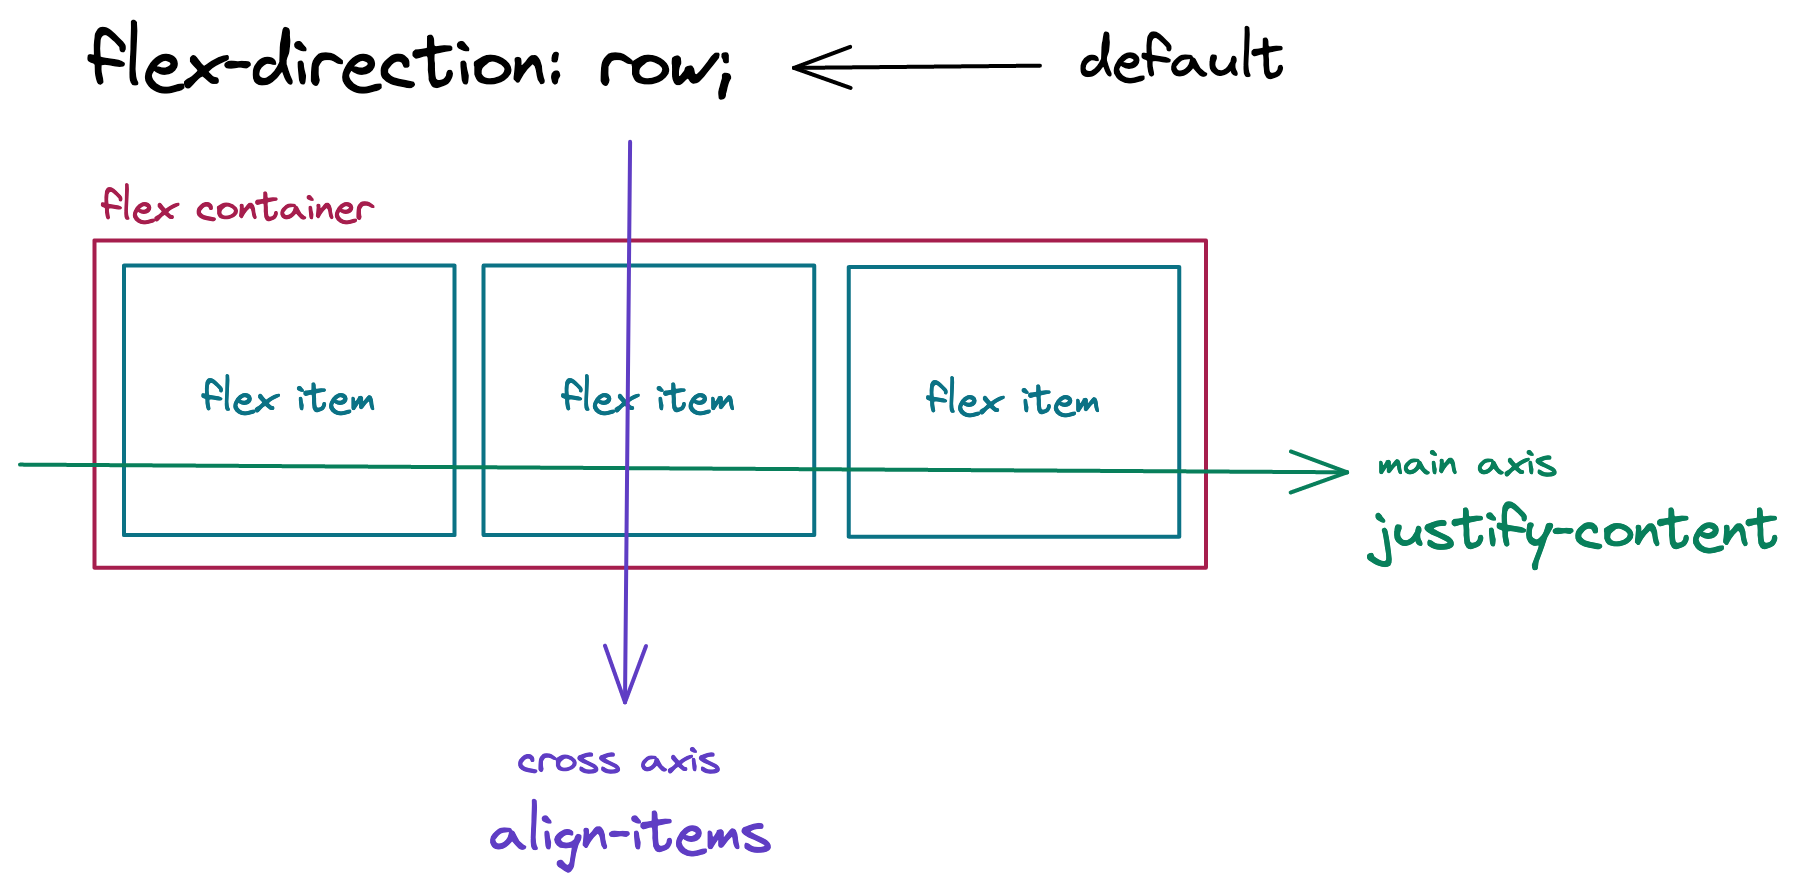 flex-direction: row;
default
flex container
flex item
flex item
flex item
main axis
justify-content
cross axis
align-items